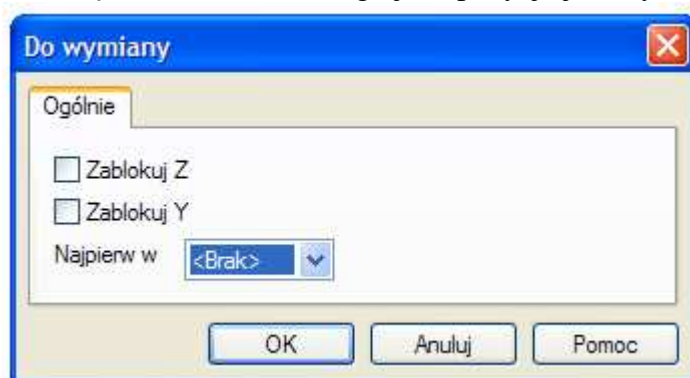 Do wymiany
Ogólnie
Zablokuj Z
Zablokuj Y
Najpierw w <Brak>
OK Anuluj Pomoc